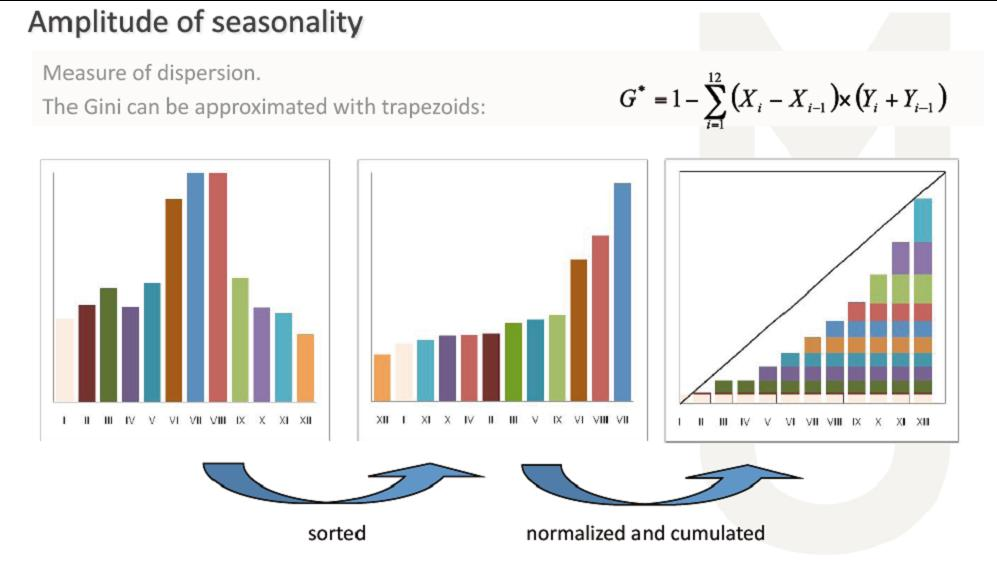 Amplitude of seasonality
Measure of dispersion.
The Gini can be approximated with trapezoids:
G* = 1 − ∑_{i=1}^{12} (X_i − X_{i−1})×(Y_i + Y_{i−1})
I II III IV V VI VII VIII IX X XI XII
XII I XI X IV II III V IX VI VIII VII
I II III IV V VI VII VIII IX X XI XII
sorted
normalized and cumulated